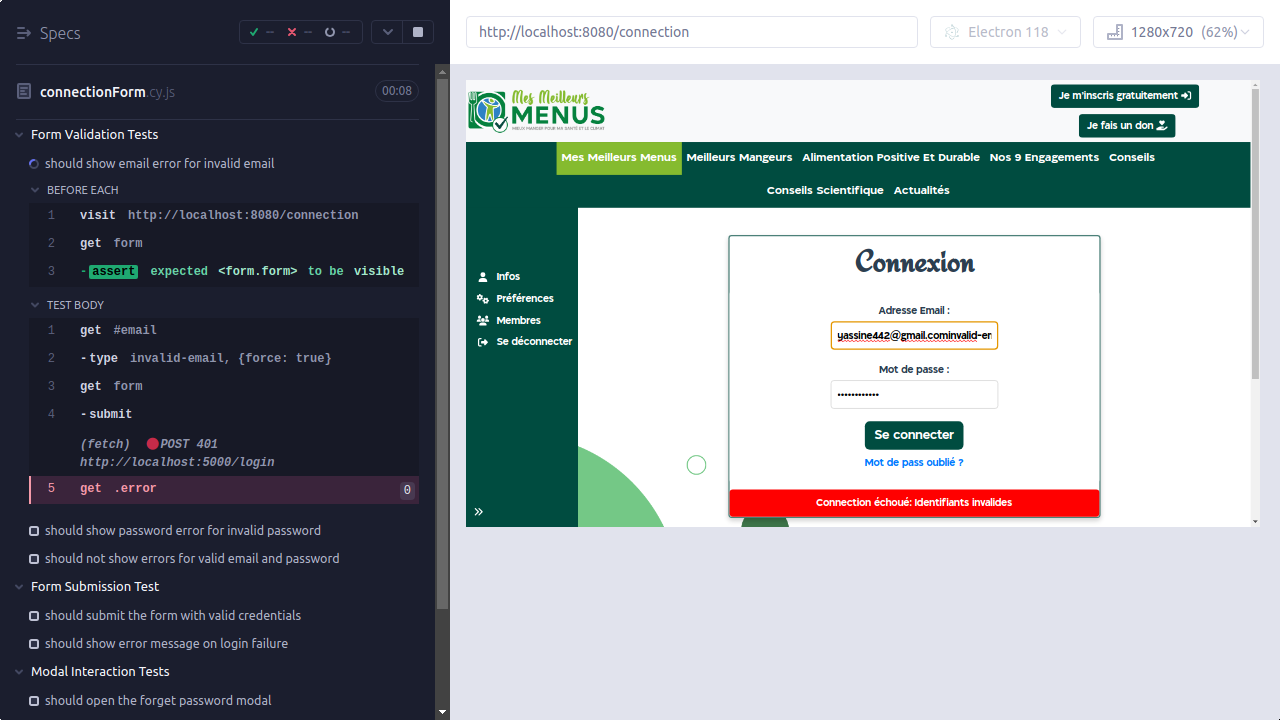 Specs
connectionForm.cy.js
00:08
Form Validation Tests
should show email error for invalid email
BEFORE EACH
1 visit http://localhost:8080/connection
2 get form
3 -assert expected <form.form> to be visible
TEST BODY
1 get #email
2 -type invalid-email, {force: true}
3 get form
4 -submit
(fetch) POST 401
http://localhost:5000/login
5 get .error 0
should show password error for invalid password
should not show errors for valid email and password
Form Submission Test
should submit the form with valid credentials
should show error message on login failure
Modal Interaction Tests
should open the forget password modal
http://localhost:8080/connection
Electron 118
1280x720 (62%)
Mes Meilleurs
MENUS
MIEUX MANGER POUR MA SANTÉ ET LE CLIMAT
Je m'inscris gratuitement
Je fais un don
Mes Meilleurs Menus Meilleurs Mangeurs Alimentation Positive Et Durable Nos 9 Engagements Conseils
Conseils Scientifique Actualités
Infos
Préférences
Membres
Se déconnecter
Connexion
Adresse Email :
yassine442@gmail.cominvalid-em
Mot de passe :
Se connecter
Mot de pass oublié ?
Connection échoué: Identifiants invalides